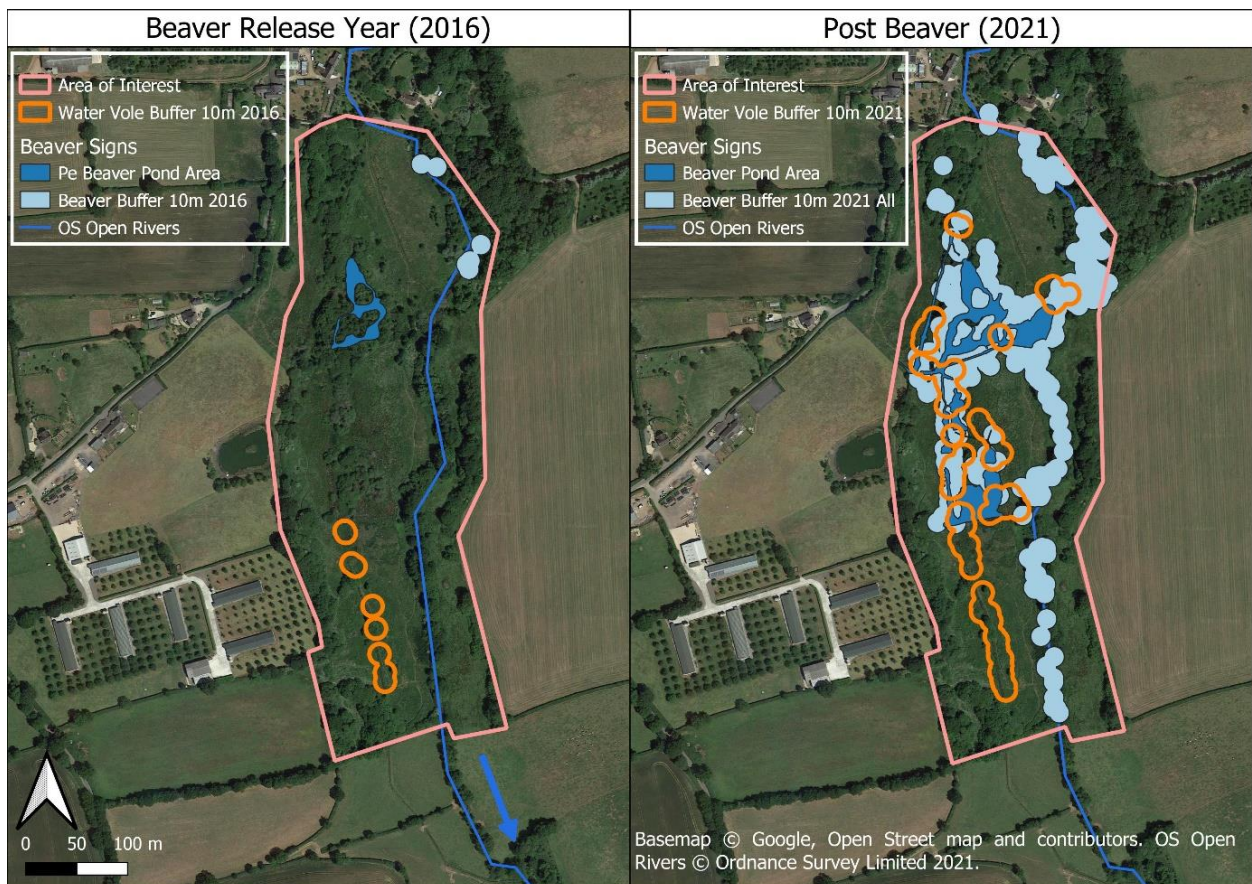 Beaver Release Year (2016)
Area of Interest
Water Vole Buffer 10m 2016
Beaver Signs
Pe Beaver Pond Area
Beaver Buffer 10m 2016
OS Open Rivers
0 50 100 m
Post Beaver (2021)
Area of Interest
Water Vole Buffer 10m 2021
Beaver Signs
Beaver Pond Area
Beaver Buffer 10m 2021 All
OS Open Rivers
Basemap © Google, Open Street map and contributors. OS Open
Rivers © Ordnance Survey Limited 2021.